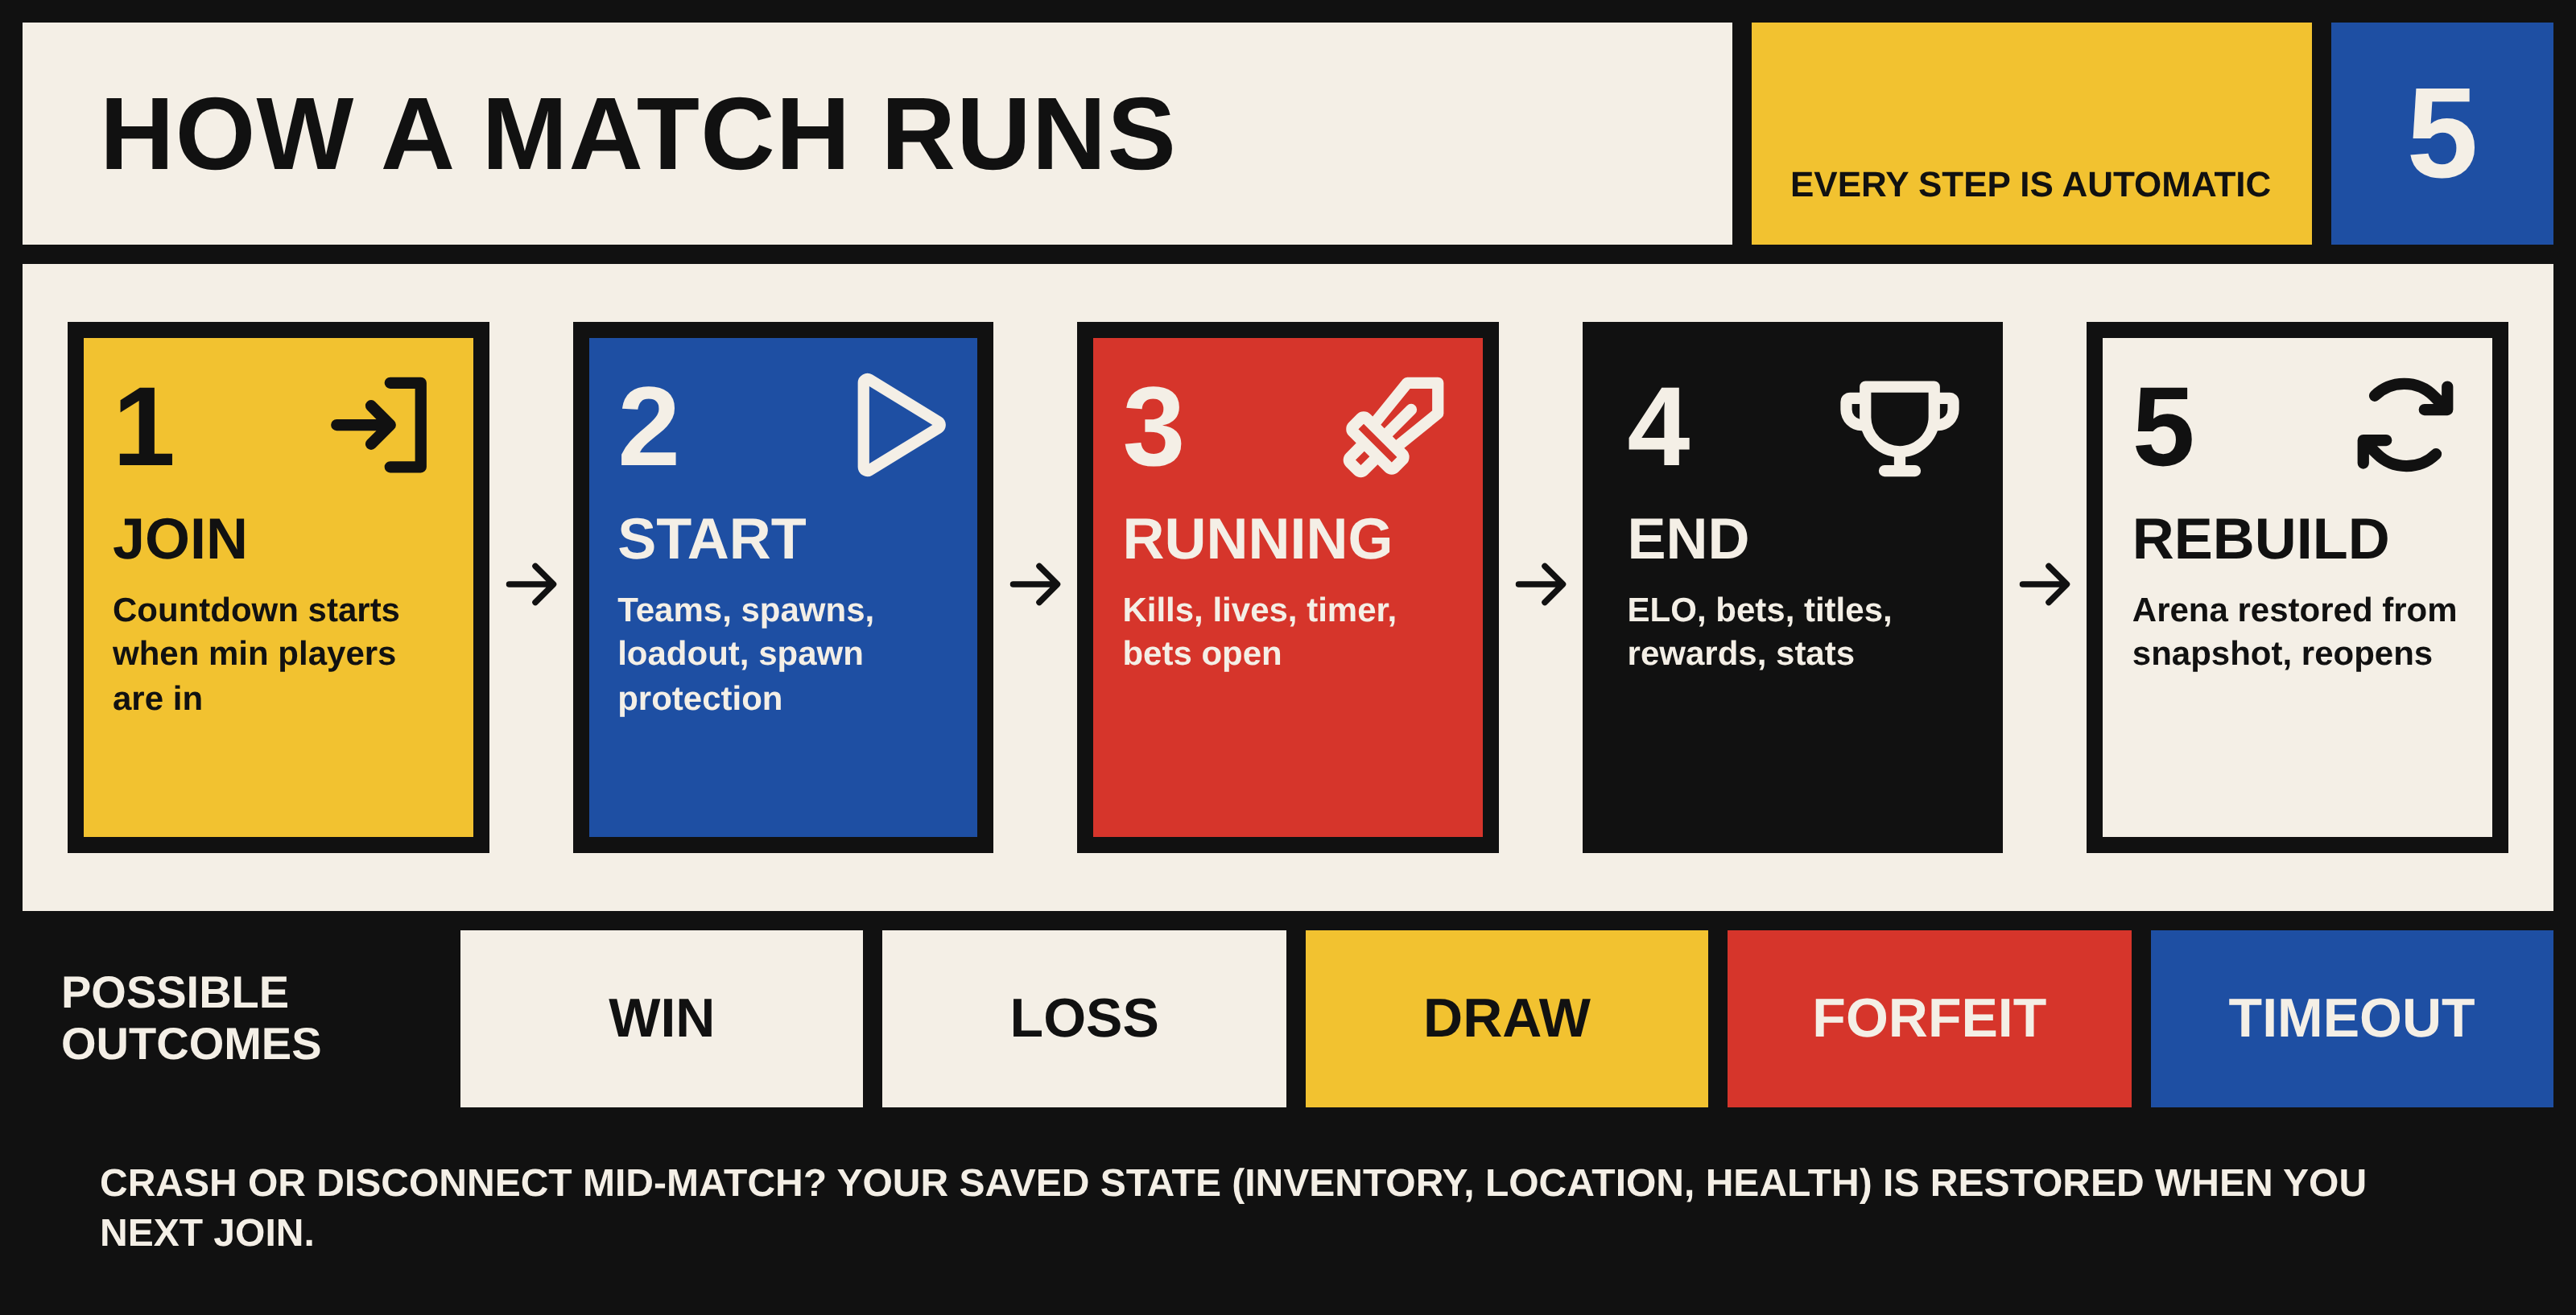 HOW A MATCH RUNS
EVERY STEP IS AUTOMATIC
5
1
JOIN
Countdown starts
when min players
are in
2
START
Teams, spawns,
loadout, spawn
protection
3
RUNNING
Kills, lives, timer,
bets open
4
END
ELO, bets, titles,
rewards, stats
5
REBUILD
Arena restored from
snapshot, reopens
POSSIBLE
OUTCOMES
WIN
LOSS
DRAW
FORFEIT
TIMEOUT
CRASH OR DISCONNECT MID-MATCH? YOUR SAVED STATE (INVENTORY, LOCATION, HEALTH) IS RESTORED WHEN YOU
NEXT JOIN.